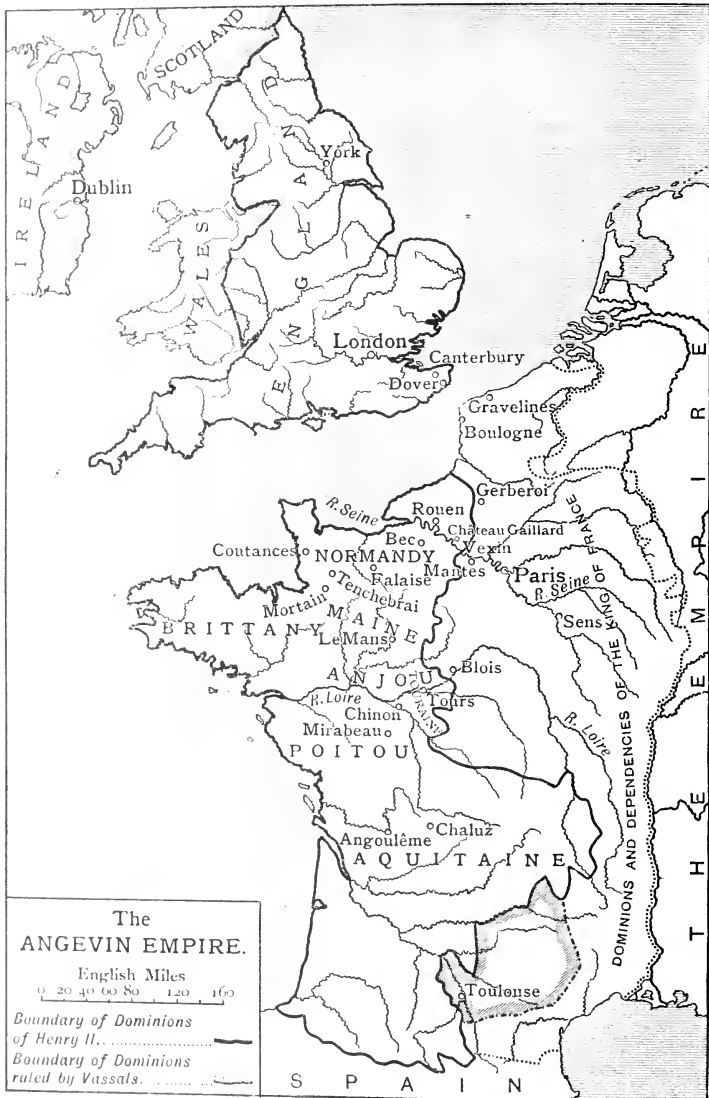 SCOTLAND
IRELAND
Dublin
York
WALES
ENGLAND
London
Canterbury
Dover
Gravelines
Boulogne
Gerberoi
R. Seine
Rouen
Château Gaillard
Bec
Vexin
Coutances
NORMANDY
Mantes
Paris
Falaise
R. Seine
Tenchebrai
Mortain
Sens
MAINE
BRITTANY
Le Mans
Blois
ANJOU
TOURAINE
R. Loire
Tours
Chinon
R. Loire
Mirabeau
POITOU
Chaluz
Angoulême
AQUITAINE
Toulouse
DOMINIONS AND DEPENDENCIES OF THE KING OF FRANCE
THE EMPIRE
SPAIN
The
ANGEVIN EMPIRE.
English Miles
0 20 40 60 80 120 160
Boundary of Dominions
of Henry II.
Boundary of Dominions
ruled by Vassals.